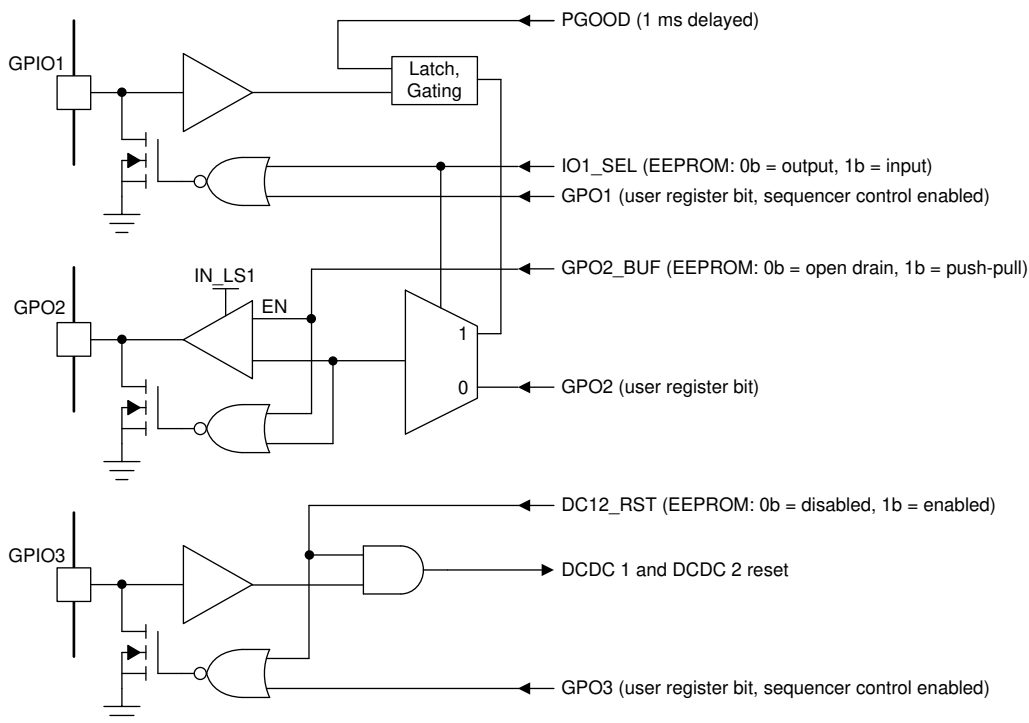 PGOOD (1 ms delayed)
GPIO1
Latch,
Gating
IO1_SEL (EEPROM: 0b = output, 1b = input)
GPO1 (user register bit, sequencer control enabled)
GPO2_BUF (EEPROM: 0b = open drain, 1b = push-pull)
IN_LS1
GPO2
EN
1
0
GPO2 (user register bit)
DC12_RST (EEPROM: 0b = disabled, 1b = enabled)
GPIO3
DCDC 1 and DCDC 2 reset
GPO3 (user register bit, sequencer control enabled)